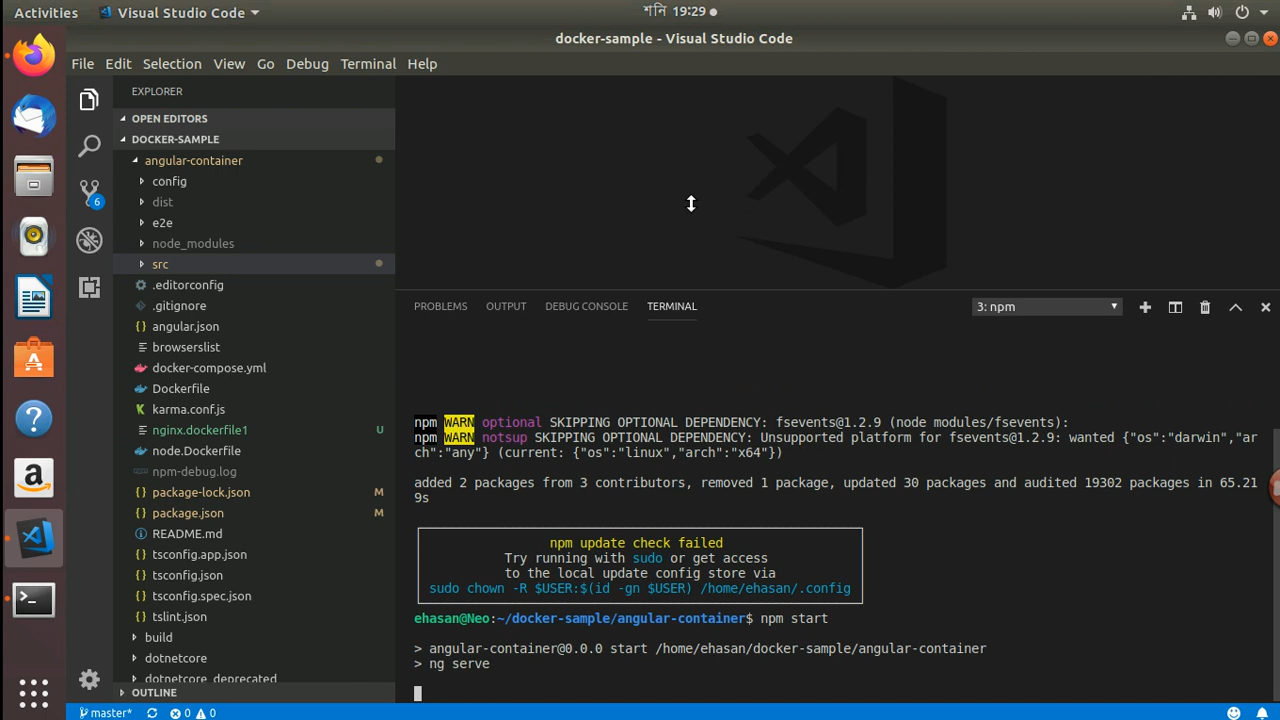 Activities
Visual Studio Code
শনি 19:29
docker-sample - Visual Studio Code
File Edit Selection View Go Debug Terminal Help
EXPLORER
OPEN EDITORS
DOCKER-SAMPLE
angular-container
config
dist
e2e
node_modules
src
.editorconfig
.gitignore
angular.json
browserslist
docker-compose.yml
Dockerfile
karma.conf.js
nginx.dockerfile1 U
node.Dockerfile
npm-debug.log
package-lock.json M
package.json M
README.md
tsconfig.app.json
tsconfig.json
tsconfig.spec.json
tslint.json
build
dotnetcore
dotnetcore_deprecated
OUTLINE
6
PROBLEMS OUTPUT DEBUG CONSOLE TERMINAL
3: npm
npm WARN optional SKIPPING OPTIONAL DEPENDENCY: fsevents@1.2.9 (node modules/fsevents):
npm WARN notsup SKIPPING OPTIONAL DEPENDENCY: Unsupported platform for fsevents@1.2.9: wanted {"os":"darwin","ar
ch":"any"} (current: {"os":"linux","arch":"x64"})
added 2 packages from 3 contributors, removed 1 package, updated 30 packages and audited 19302 packages in 65.21
9s
npm update check failed
Try running with sudo or get access
to the local update config store via
sudo chown -R $USER:$(id -gn $USER) /home/ehasan/.config
ehasan@Neo:~/docker-sample/angular-container$ npm start
> angular-container@0.0.0 start /home/ehasan/docker-sample/angular-container
> ng serve
master* 0 0